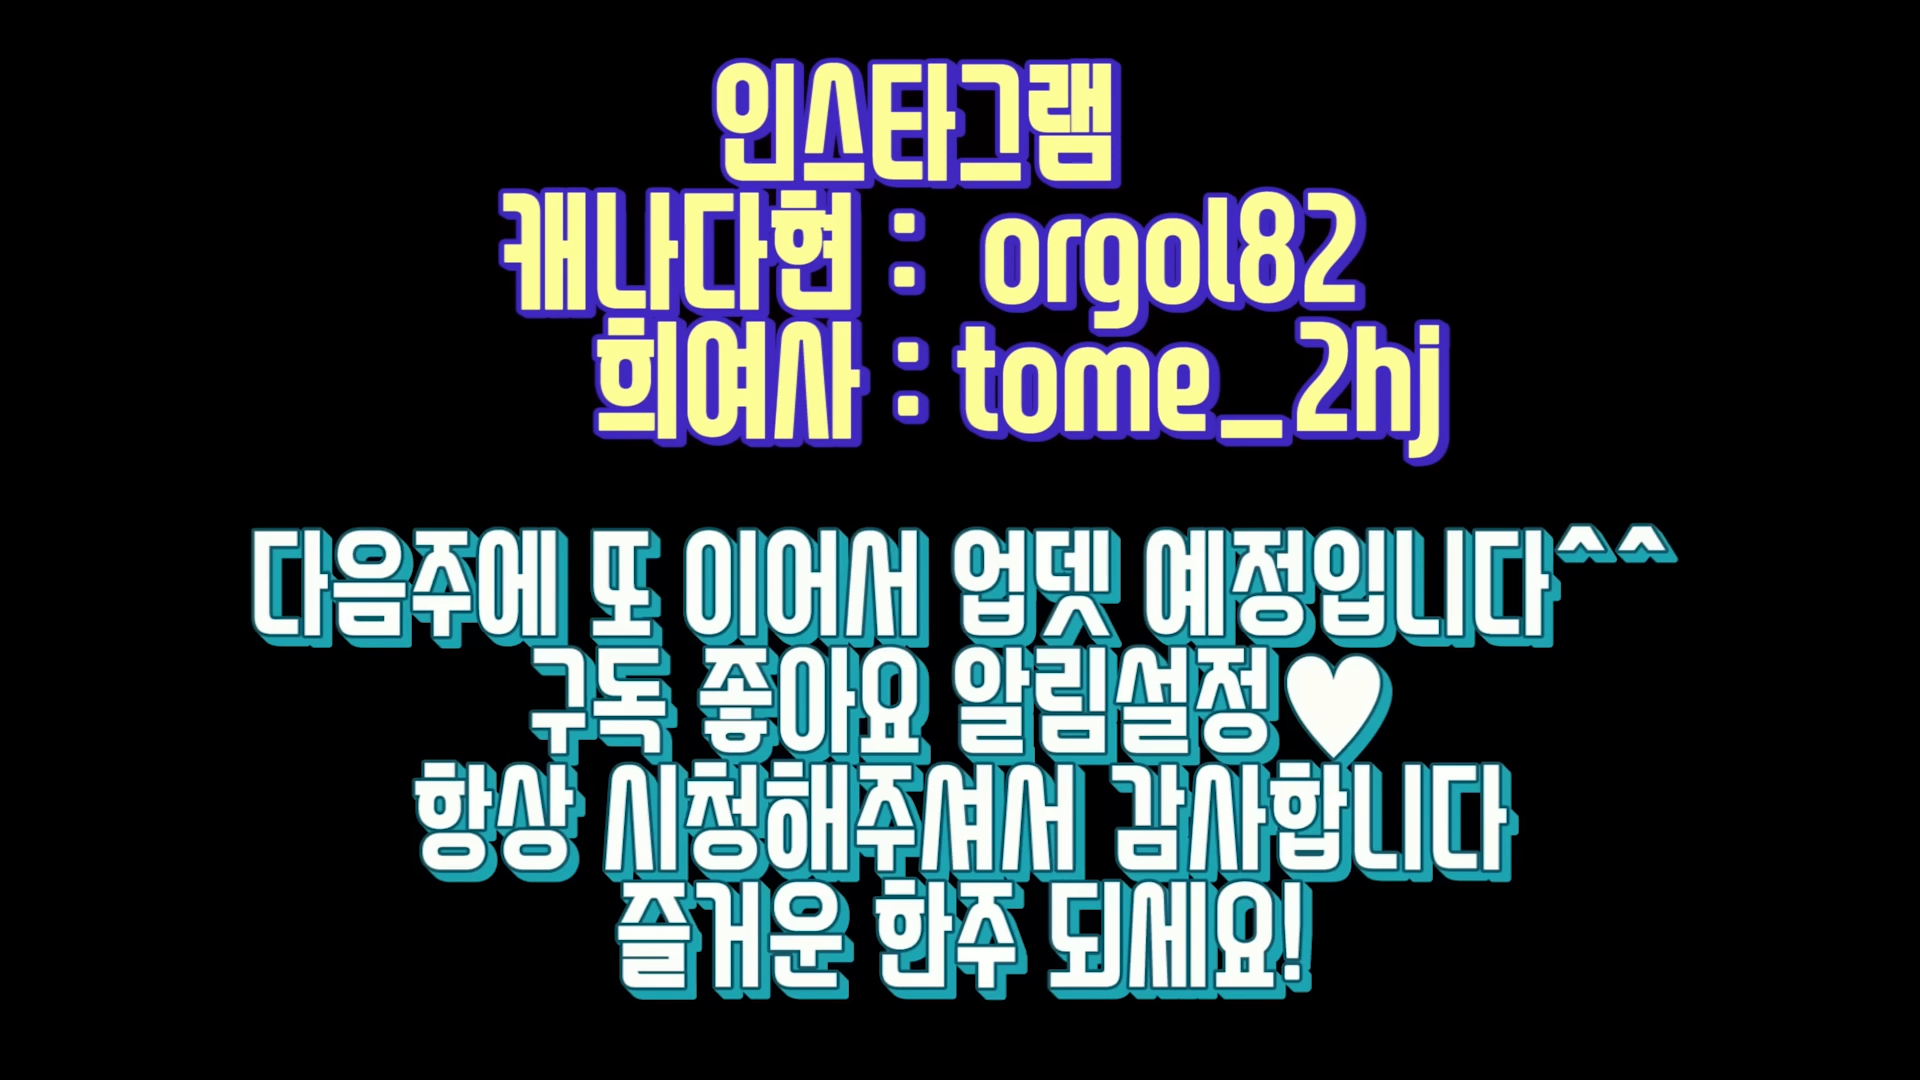 인스타그램
캐나다현 : orgol82
희여사 : tome_2hj
다음주에 또 이어서 업뎃 예정입니다^^
구독 좋아요 알림설정♥
항상 시청해주셔서 감사합니다
즐거운 한주 되세요!